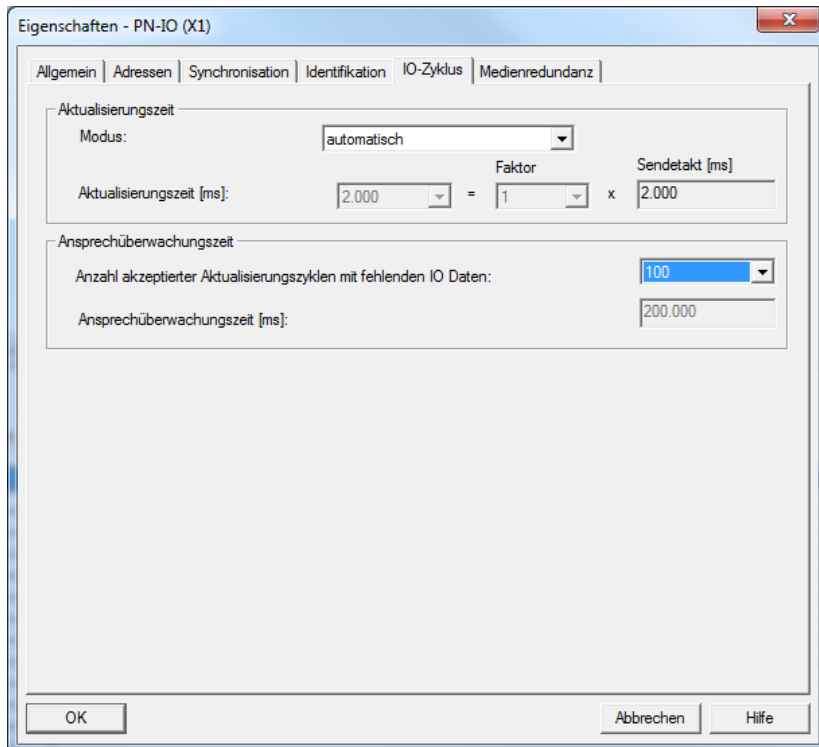 Eigenschaften - PN-IO (X1)
Allgemein Adressen Synchronisation Identifikation IO-Zyklus Medienredundanz
Aktualisierungszeit
Modus: automatisch
Faktor Sendetakt [ms]
Aktualisierungszeit [ms]: 2.000 = 1 x 2.000
Ansprechüberwachungszeit
Anzahl akzeptierter Aktualisierungszyklen mit fehlenden IO Daten: 100
Ansprechüberwachungszeit [ms]: 200.000
OK Abbrechen Hilfe